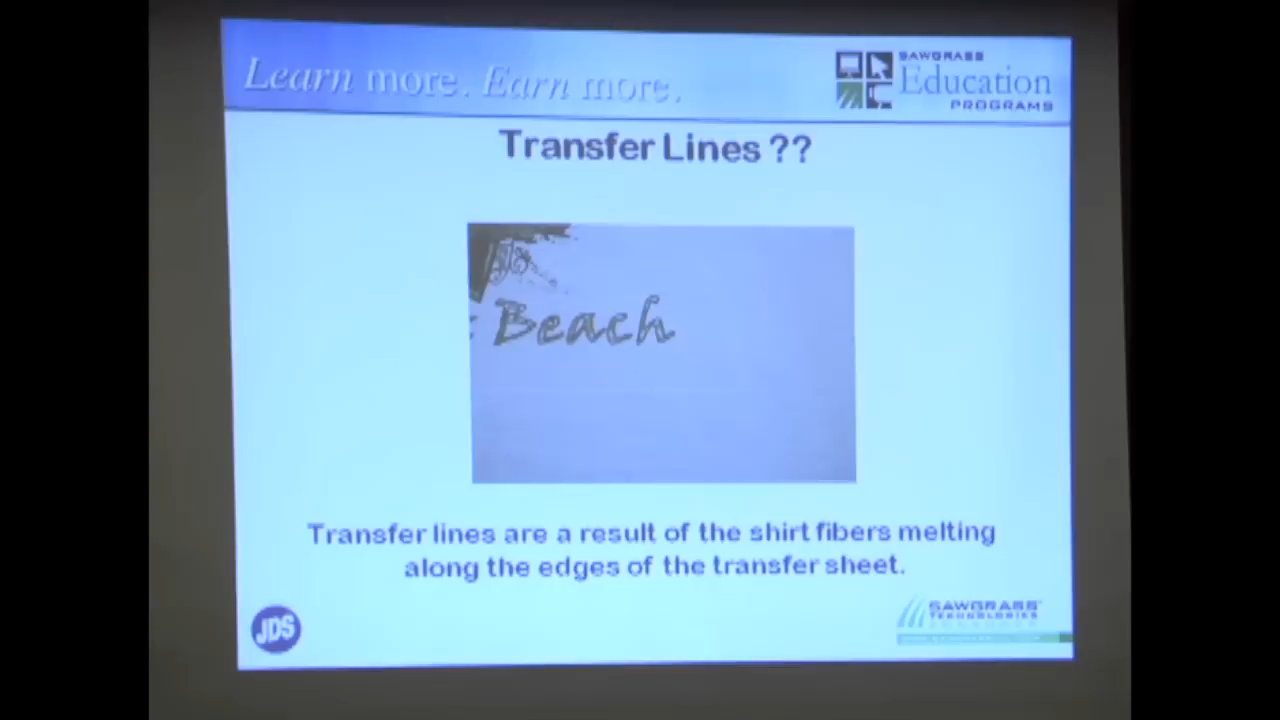 Learn more. Earn more.
SAWGRASS
Education
PROGRAMS
Transfer Lines ??
Beach
Transfer lines are a result of the shirt fibers melting
along the edges of the transfer sheet.
JDS
SAWGRASS
TECHNOLOGIES